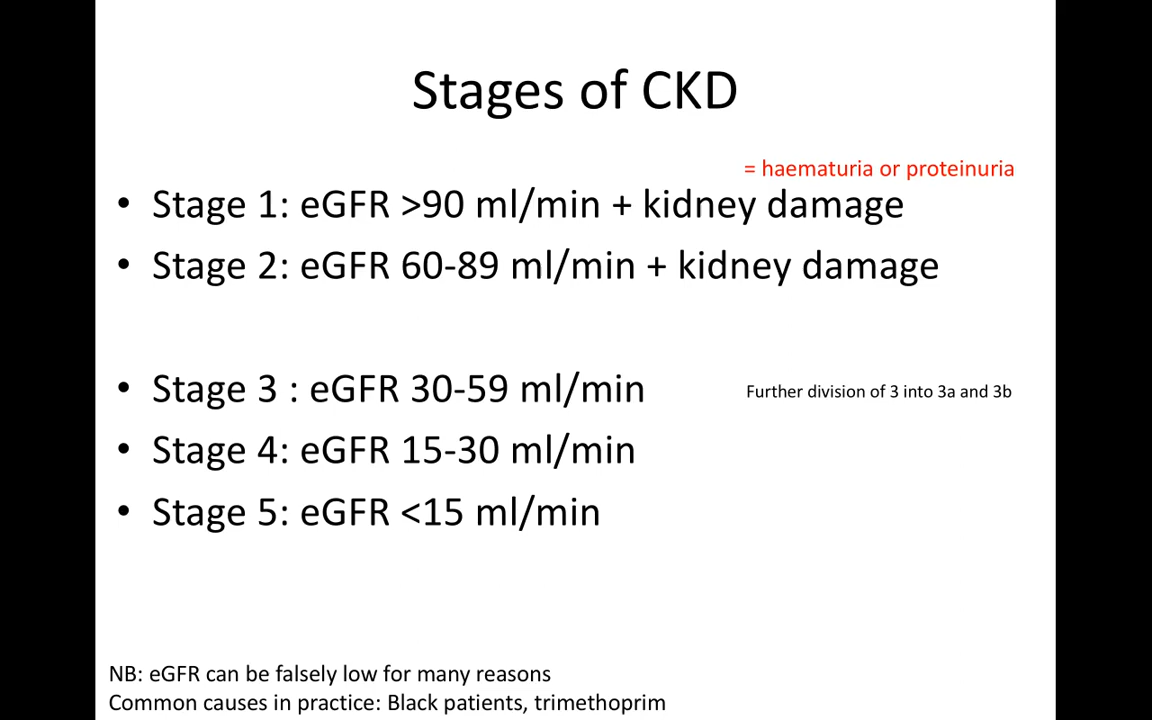 Stages of CKD
= haematuria or proteinuria
• Stage 1: eGFR >90 ml/min + kidney damage
• Stage 2: eGFR 60-89 ml/min + kidney damage
• Stage 3 : eGFR 30-59 ml/min
Further division of 3 into 3a and 3b
• Stage 4: eGFR 15-30 ml/min
• Stage 5: eGFR <15 ml/min
NB: eGFR can be falsely low for many reasons
Common causes in practice: Black patients, trimethoprim